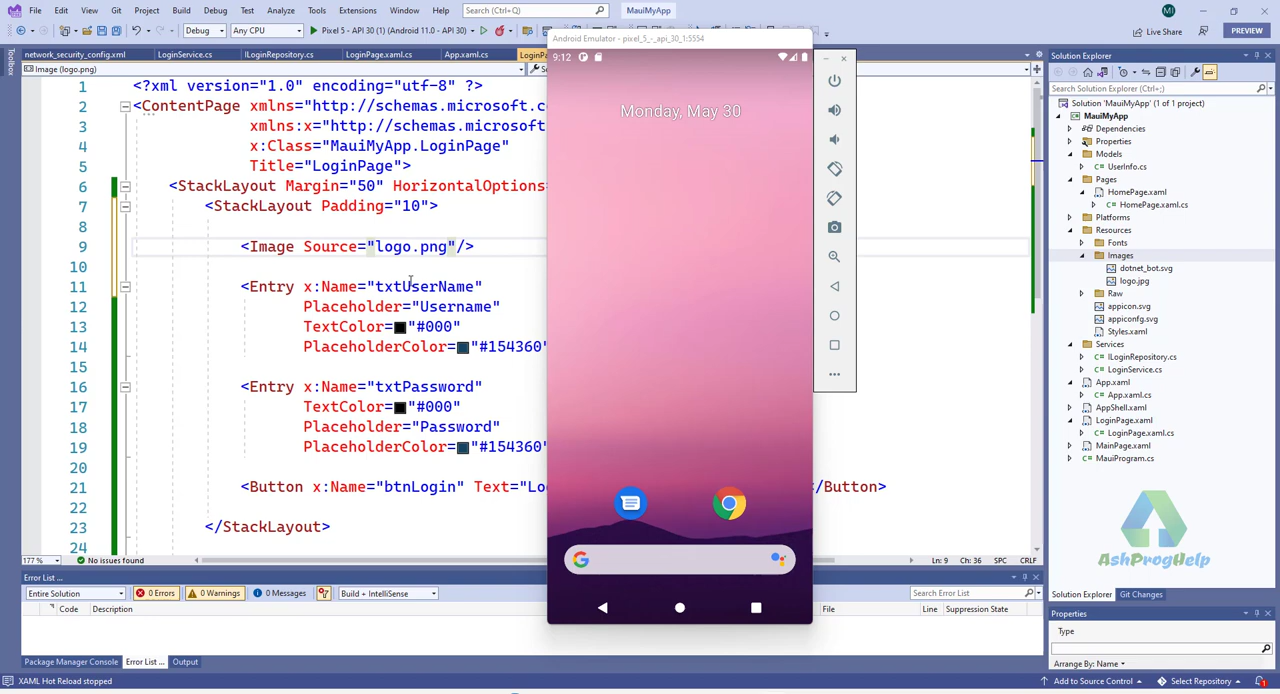 File Edit View Git Project Build Debug Test Analyze Tools Extensions Window Help Search (Ctrl+Q) MauiMyApp MI
Debug Any CPU Pixel 5 - API 30 (1) (Android 11.0 - API 30) Live Share PREVIEW
Toolbox
network_security_config.xml LoginService.cs ILoginRepository.cs LoginPage.xaml.cs App.xaml.cs
Image (logo.png)
1 <?xml version="1.0" encoding="utf-8" ?>
2 <ContentPage xmlns="http://schemas.microsoft.co
3 xmlns:x="http://schemas.microsoft
4 x:Class="MauiMyApp.LoginPage"
5 Title="LoginPage">
6 <StackLayout Margin="50" HorizontalOptions=
7 <StackLayout Padding="10">
8
9 <Image Source="logo.png"/>
10
11 <Entry x:Name="txtUserName"
12 Placeholder="Username"
13 TextColor="#000"
14 PlaceholderColor="#154360"
15
16 <Entry x:Name="txtPassword"
17 TextColor="#000"
18 Placeholder="Password"
19 PlaceholderColor="#154360"
20
21 <Button x:Name="btnLogin" Text="Lo
</Button>
22
23 </StackLayout>
24
177 % No issues found
Ln: 9 Ch: 36 SPC CRLF
Error List ...
Entire Solution 0 Errors 0 Warnings 0 Messages Build + IntelliSense Search Error List
Code Description File Line Suppression State
Package Manager Console Error List ... Output
XAML Hot Reload stopped
Add to Source Control Select Repository 1
Android Emulator - pixel_5_-_api_30_1:5554
9:12
Monday, May 30
Solution Explorer
Search Solution Explorer (Ctrl+;)
Solution 'MauiMyApp' (1 of 1 project)
MauiMyApp
Dependencies
Properties
Models
UserInfo.cs
Pages
HomePage.xaml
HomePage.xaml.cs
Platforms
Resources
Fonts
Images
dotnet_bot.svg
logo.jpg
Raw
appicon.svg
appiconfg.svg
Styles.xaml
Services
ILoginRepository.cs
LoginService.cs
App.xaml
App.xaml.cs
AppShell.xaml
LoginPage.xaml
LoginPage.xaml.cs
MainPage.xaml
MauiProgram.cs
AshProgHelp
Solution Explorer Git Changes
Properties
Type
Arrange By: Name